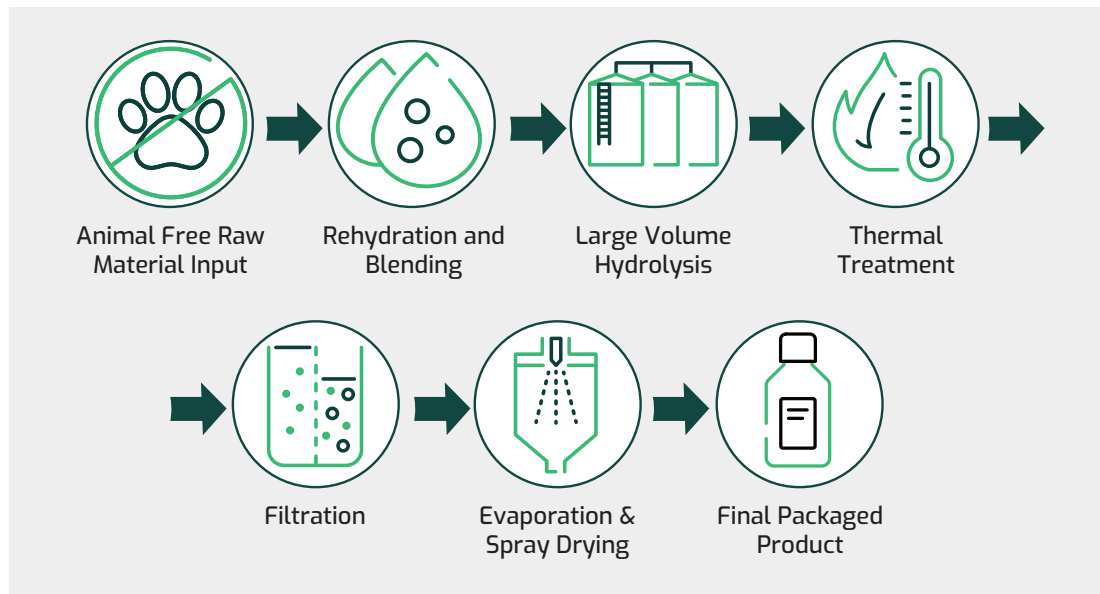 Animal Free Raw
Material Input
Rehydration and
Blending
Large Volume
Hydrolysis
Thermal
Treatment
Filtration
Evaporation &
Spray Drying
Final Packaged
Product